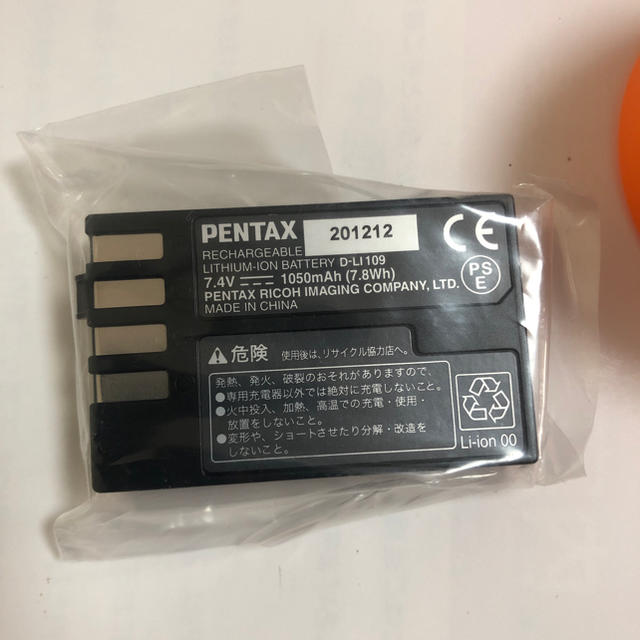 PENTAX 201212
RECHARGEABLE
LITHIUM-ION BATTERY D-LI109
7.4V 1050mAh (7.8Wh)
PENTAX RICOH IMAGING COMPANY, LTD.
MADE IN CHINA
CE
PS
E
危険 使用後は、リサイクル協力店へ。
発熱、発火、破裂のおそれがありますので、
●専用充電器以外では絶対に充電しないこと。
●火中投入、加熱、高温での充電・使用・
放置をしないこと。
●変形や、ショートさせたり分解・改造を
しないこと。
Li-ion 00